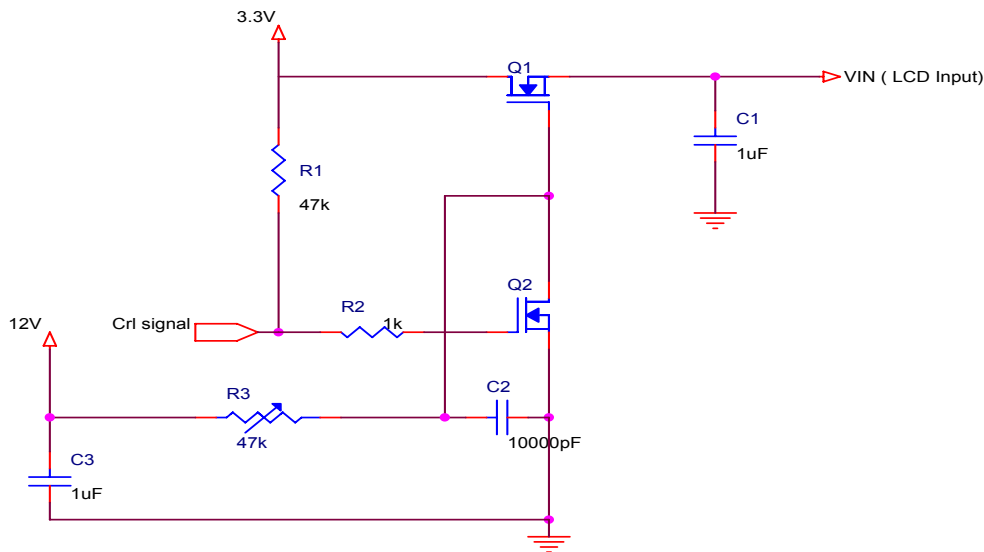 3.3V
Q1
VIN ( LCD Input)
C1
1uF
R1
47k
Q2
12V
Crl signal
R2
1k
R3
47k
C2
10000pF
C3
1uF